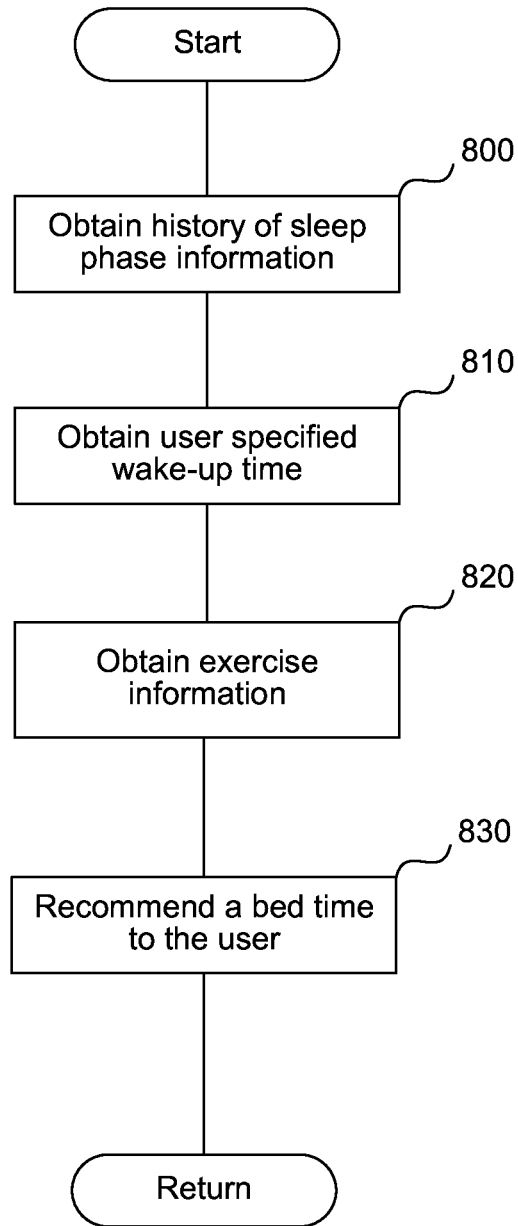 Start
800
Obtain history of sleep
phase information
810
Obtain user specified
wake-up time
820
Obtain exercise
information
830
Recommend a bed time
to the user
Return